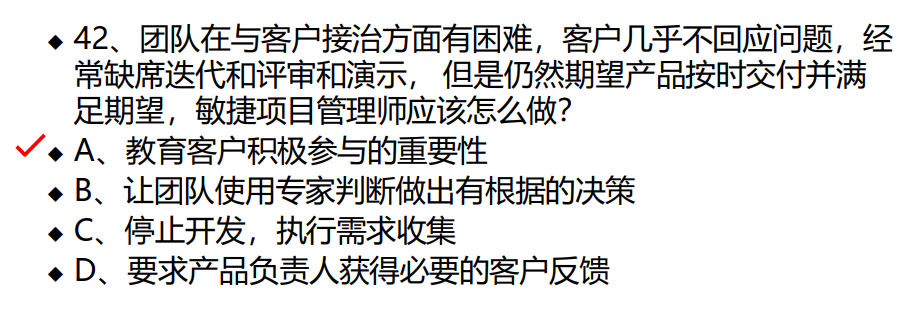 ◆ 42、团队在与客户接治方面有困难，客户几乎不回应问题，经
常缺席迭代和评审和演示， 但是仍然期望产品按时交付并满
足期望，敏捷项目管理师应该怎么做？
◆ A、教育客户积极参与的重要性
◆ B、让团队使用专家判断做出有根据的决策
◆ C、停止开发，执行需求收集
◆ D、要求产品负责人获得必要的客户反馈